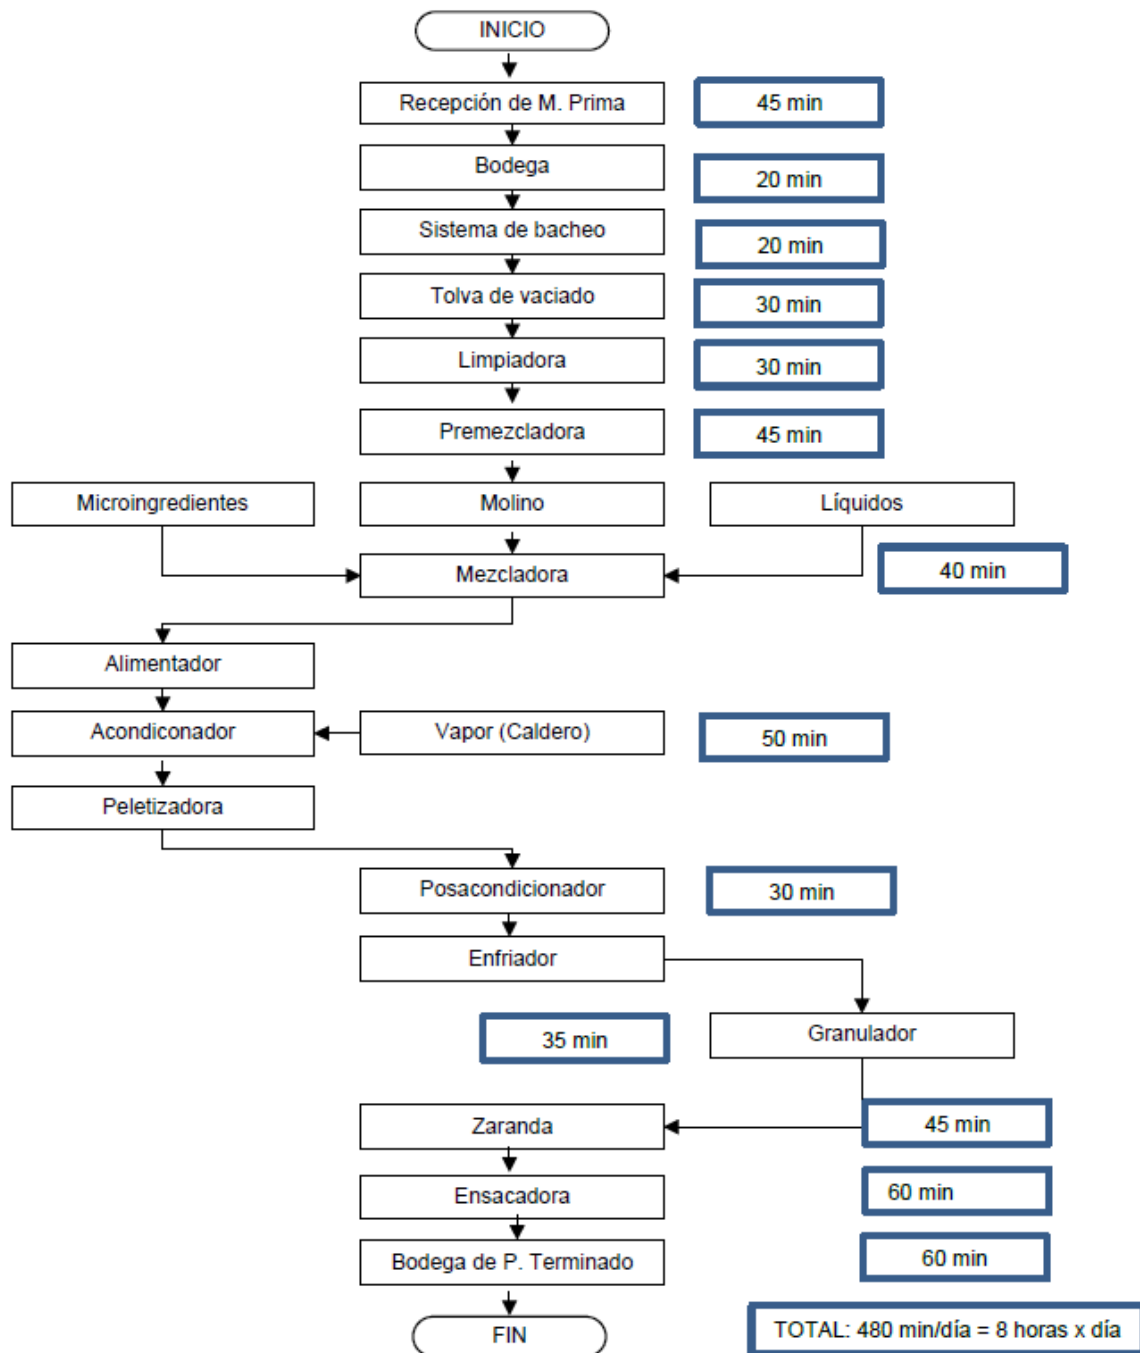 INICIO
Recepción de M. Prima
45 min
Bodega
20 min
Sistema de bacheo
20 min
Tolva de vaciado
30 min
Limpiadora
30 min
Premezcladora
45 min
Microingredientes
Molino
Líquidos
Mezcladora
40 min
Alimentador
Acondiconador
Vapor (Caldero)
50 min
Peletizadora
Posacondicionador
30 min
Enfriador
35 min
Granulador
Zaranda
45 min
Ensacadora
60 min
Bodega de P. Terminado
60 min
FIN
TOTAL: 480 min/día = 8 horas x día